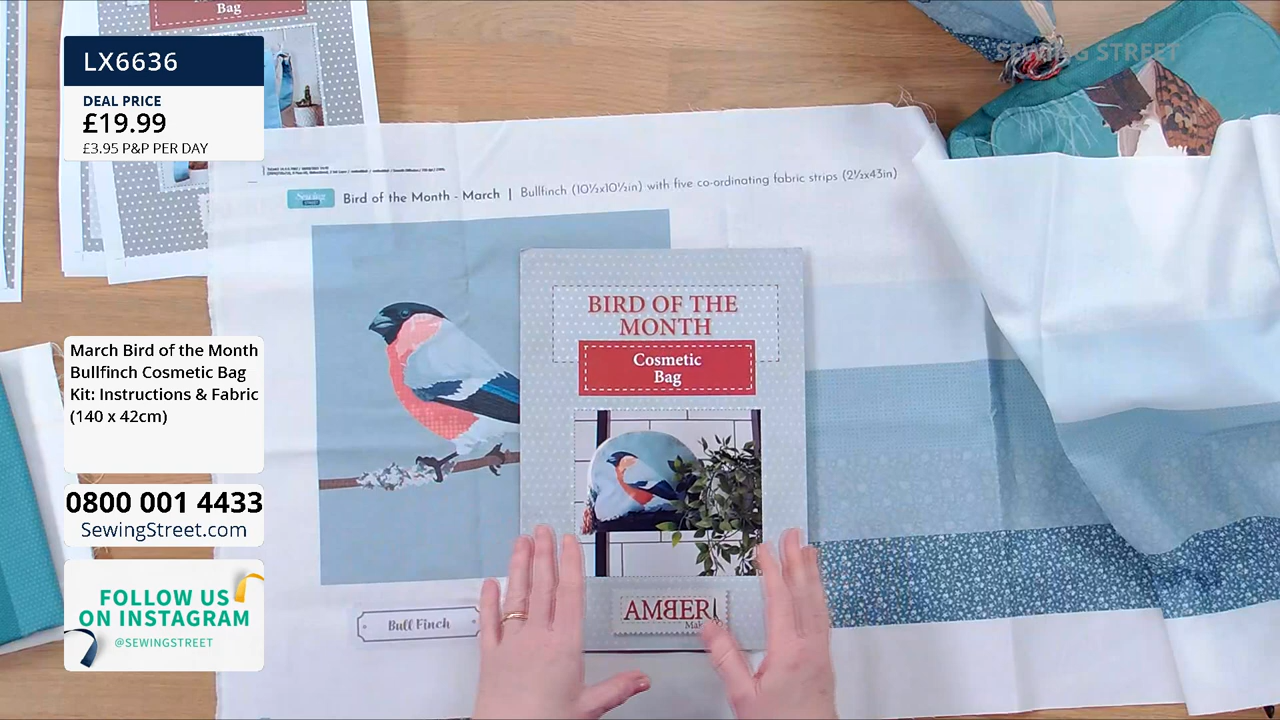 Bag
LX6636
DEAL PRICE
£19.99
£3.95 P&P PER DAY
SEWING STREET
Sewing
STREET
Bird of the Month - March | Bullfinch (10½x10½in) with five co-ordinating fabric strips (2½x43in)
BIRD OF THE
MONTH
Cosmetic
Bag
March Bird of the Month
Bullfinch Cosmetic Bag
Kit: Instructions & Fabric
(140 x 42cm)
0800 001 4433
SewingStreet.com
FOLLOW US
ON INSTAGRAM
@SEWINGSTREET
Bull Finch
AMBER